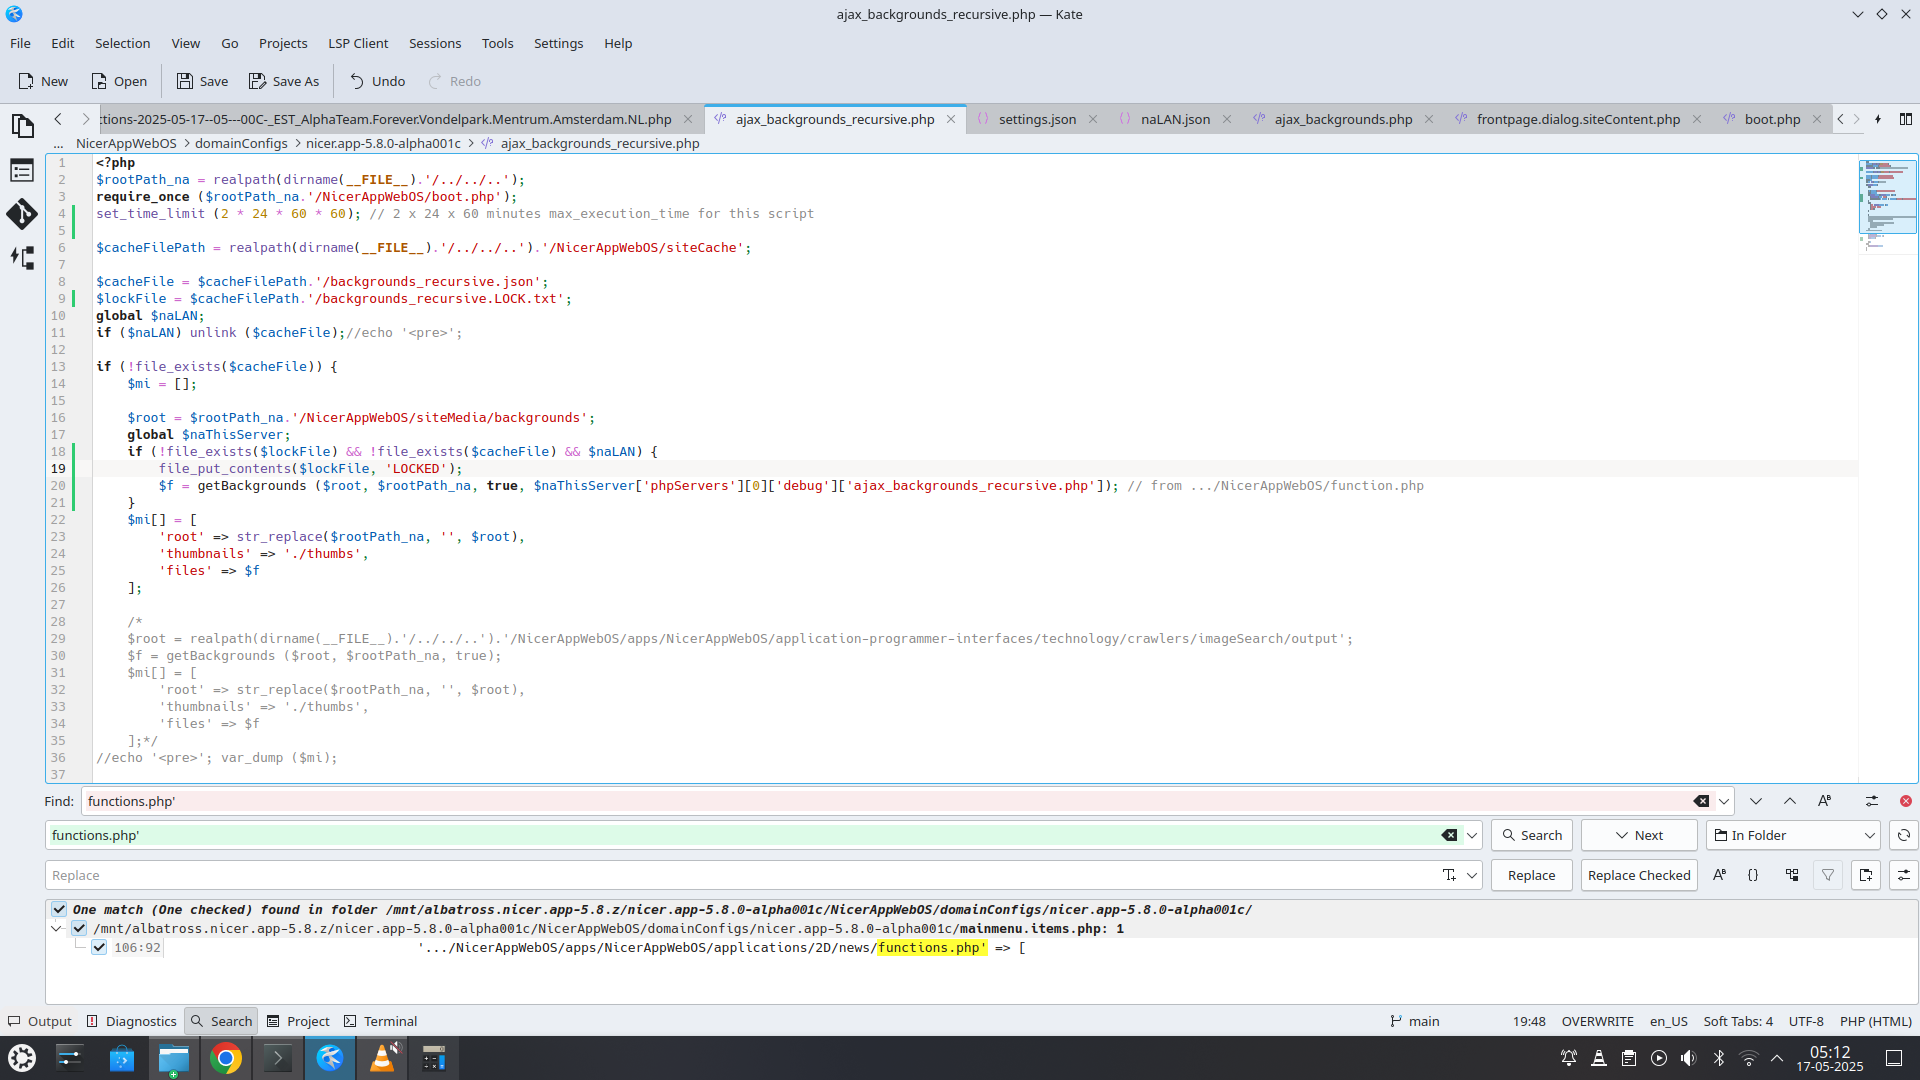 ajax_backgrounds_recursive.php — Kate
File Edit Selection View Go Projects LSP Client Sessions Tools Settings Help
New Open Save Save As Undo Redo
ctions-2025-05-17--05---00C-_EST_AlphaTeam.Forever.Vondelpark.Mentrum.Amsterdam.NL.php ajax_backgrounds_recursive.php settings.json naLAN.json ajax_backgrounds.php frontpage.dialog.siteContent.php boot.php
... NicerAppWebOS > domainConfigs > nicer.app-5.8.0-alpha001c > ajax_backgrounds_recursive.php
1 <?php
2 $rootPath_na = realpath(dirname(__FILE__).'/../../..');
3 require_once ($rootPath_na.'/NicerAppWebOS/boot.php');
4 set_time_limit (2 * 24 * 60 * 60); // 2 x 24 x 60 minutes max_execution_time for this script
5
6 $cacheFilePath = realpath(dirname(__FILE__).'/../../..').'/NicerAppWebOS/siteCache';
7
8 $cacheFile = $cacheFilePath.'/backgrounds_recursive.json';
9 $lockFile = $cacheFilePath.'/backgrounds_recursive.LOCK.txt';
10 global $naLAN;
11 if ($naLAN) unlink ($cacheFile);//echo '<pre>';
12
13 if (!file_exists($cacheFile)) {
14 $mi = [];
15
16 $root = $rootPath_na.'/NicerAppWebOS/siteMedia/backgrounds';
17 global $naThisServer;
18 if (!file_exists($lockFile) && !file_exists($cacheFile) && $naLAN) {
19 file_put_contents($lockFile, 'LOCKED');
20 $f = getBackgrounds ($root, $rootPath_na, true, $naThisServer['phpServers'][0]['debug']['ajax_backgrounds_recursive.php']); // from .../NicerAppWebOS/function.php
21 }
22 $mi[] = [
23 'root' => str_replace($rootPath_na, '', $root),
24 'thumbnails' => './thumbs',
25 'files' => $f
26 ];
27
28 /*
29 $root = realpath(dirname(__FILE__).'/../../..').'/NicerAppWebOS/apps/NicerAppWebOS/application-programmer-interfaces/technology/crawlers/imageSearch/output';
30 $f = getBackgrounds ($root, $rootPath_na, true);
31 $mi[] = [
32 'root' => str_replace($rootPath_na, '', $root),
33 'thumbnails' => './thumbs',
34 'files' => $f
35 ];*/
36 //echo '<pre>'; var_dump ($mi);
37
Find: functions.php'
functions.php' Search Next In Folder
Replace Replace Replace Checked
One match (One checked) found in folder /mnt/albatross.nicer.app-5.8.z/nicer.app-5.8.0-alpha001c/NicerAppWebOS/domainConfigs/nicer.app-5.8.0-alpha001c/
/mnt/albatross.nicer.app-5.8.z/nicer.app-5.8.0-alpha001c/NicerAppWebOS/domainConfigs/nicer.app-5.8.0-alpha001c/mainmenu.items.php: 1
106:92 '.../NicerAppWebOS/apps/NicerAppWebOS/applications/2D/news/functions.php' => [
Output Diagnostics Search Project Terminal main 19:48 OVERWRITE en_US Soft Tabs: 4 UTF-8 PHP (HTML)
05:12
17-05-2025